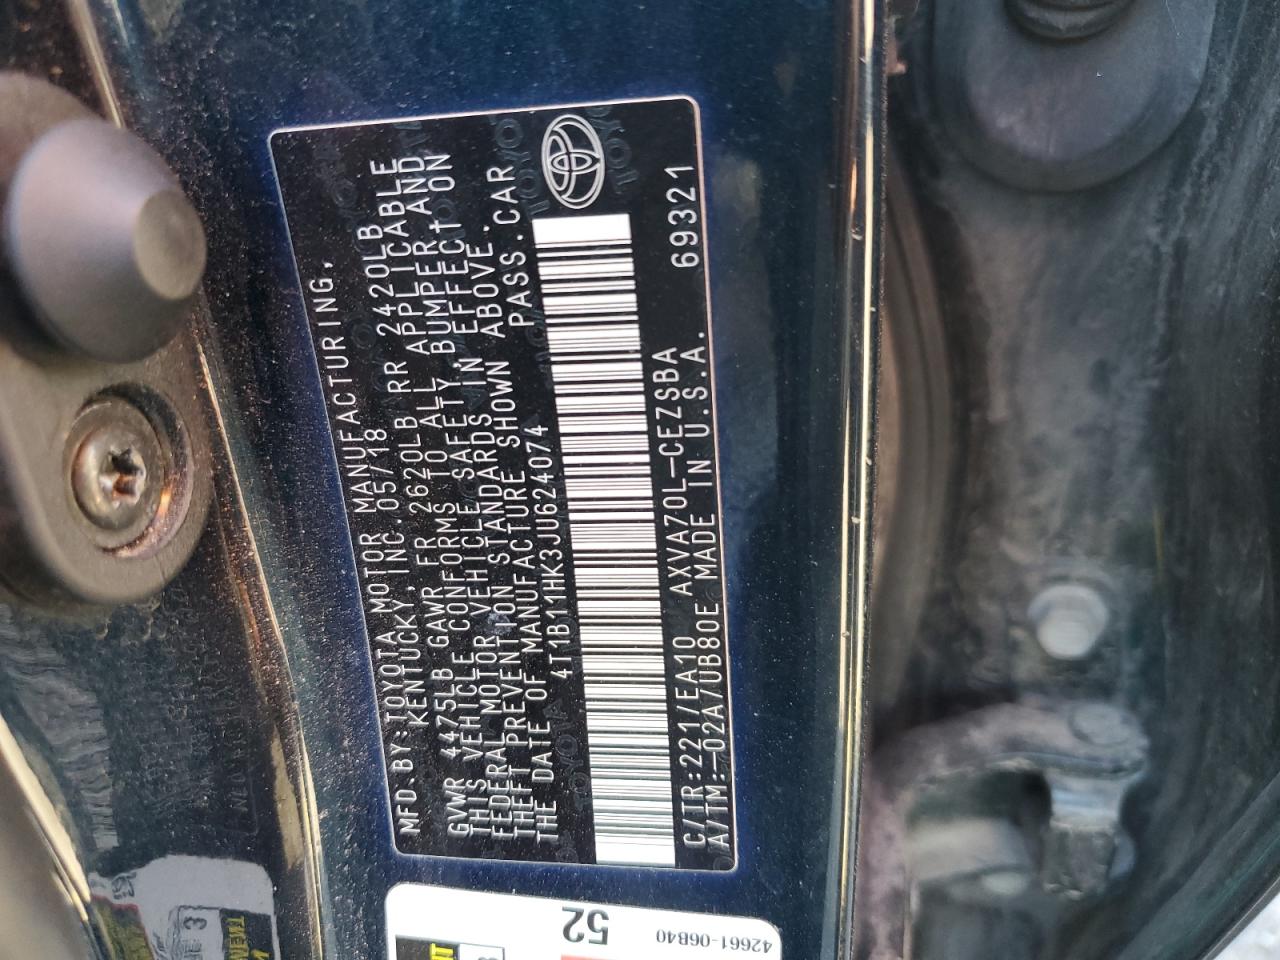 MFD.BY:TOYOTA MOTOR MANUFACTURING,
KENTUCKY, INC. 05/18
GVWR 4475LB GAWR FR 2620LB RR 2420LB
THIS VEHICLE CONFORMS TO ALL APPLICABLE
FEDERAL MOTOR VEHICLE SAFETY, BUMPER, AND
THEFT PREVENTION STANDARDS IN EFFECT ON
THE DATE OF MANUFACTURE SHOWN ABOVE.
4T1B11HK3JU624074 PASS.CAR
C/TR:221/EA10 AXVA70L-CEZSBA 69321
A/TM:-02A/UB80E MADE IN U.S.A.
52
42661-06B40
3